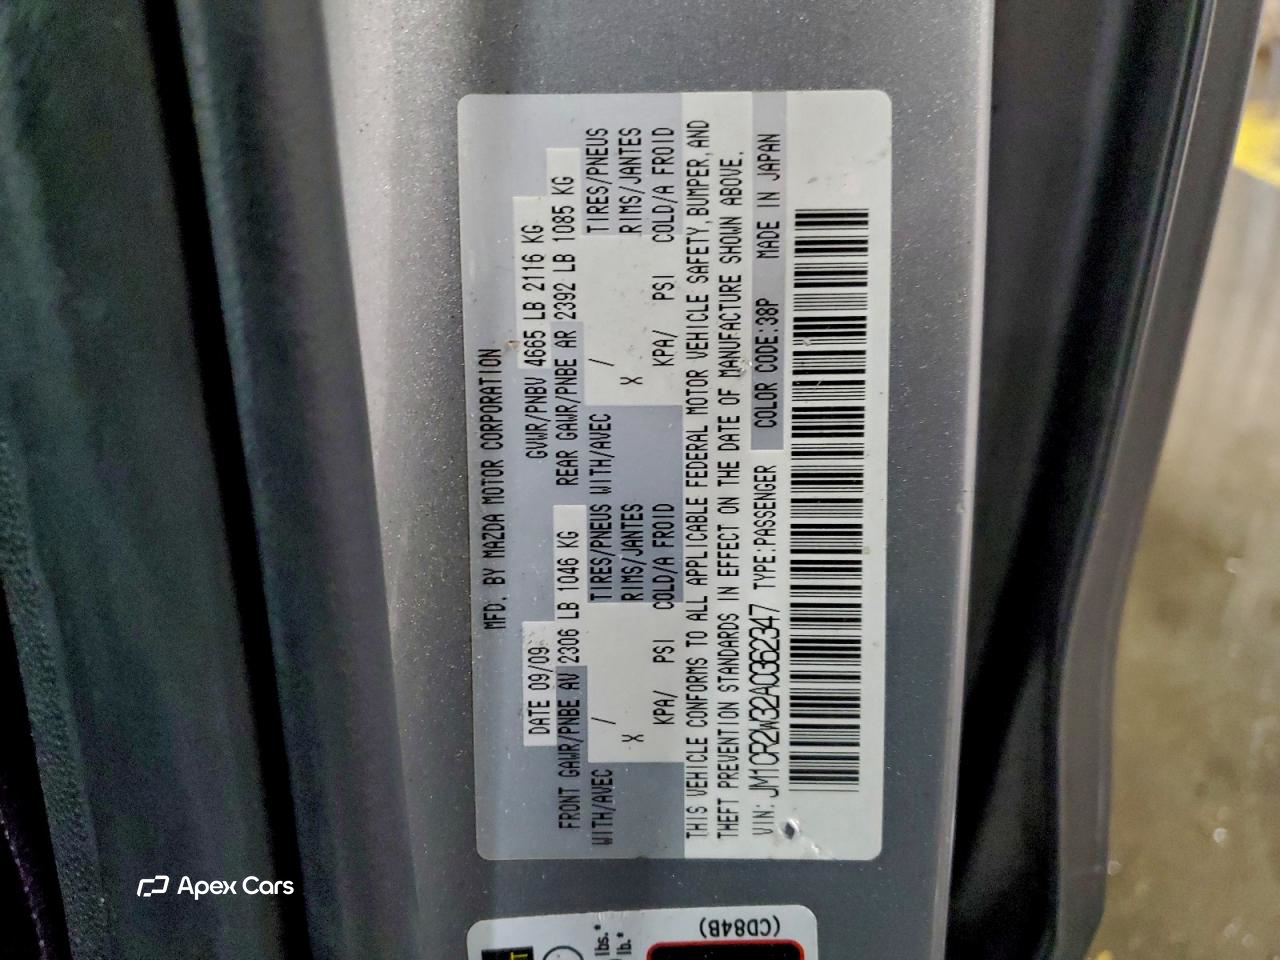 MFD. BY MAZDA MOTOR CORPORATION
DATE 09/09 GVWR/PNBV 4665 LB 2116 KG
FRONT GAWR/PNBE AV 2306 LB 1046 KG REAR GAWR/PNBE AR 2392 LB 1085 KG
WITH/AVEC / TIRES/PNEUS WITH/AVEC / TIRES/PNEUS
X RIMS/JANTES X RIMS/JANTES
KPA/ PSI COLD/A FROID KPA/ PSI COLD/A FROID
THIS VEHICLE CONFORMS TO ALL APPLICABLE FEDERAL MOTOR VEHICLE SAFETY, BUMPER, AND
THEFT PREVENTION STANDARDS IN EFFECT ON THE DATE OF MANUFACTURE SHOWN ABOVE.
VIN: JM1CR2W32A0362347 TYPE:PASSENGER COLOR CODE:38P MADE IN JAPAN
(CD84B)
lbs.*
lb.*
Apex Cars